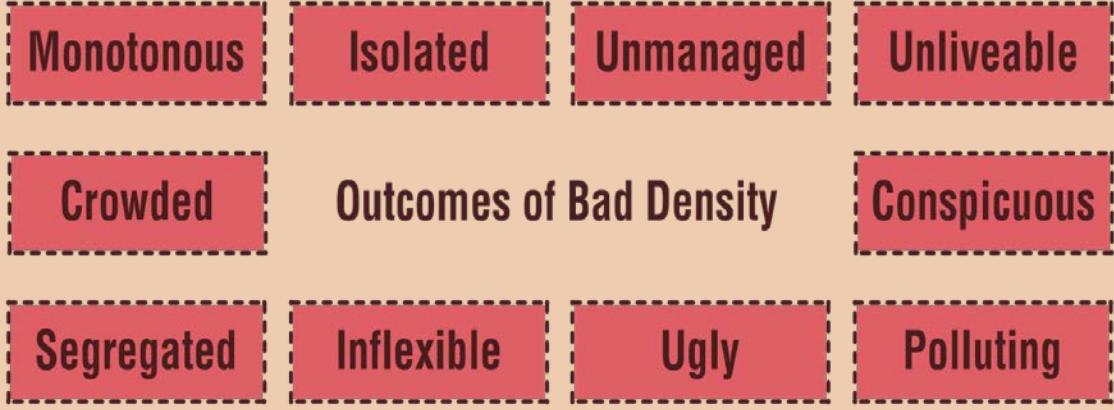 Monotonous
Isolated
Unmanaged
Unliveable
Crowded
Outcomes of Bad Density
Conspicuous
Segregated
Inflexible
Ugly
Polluting